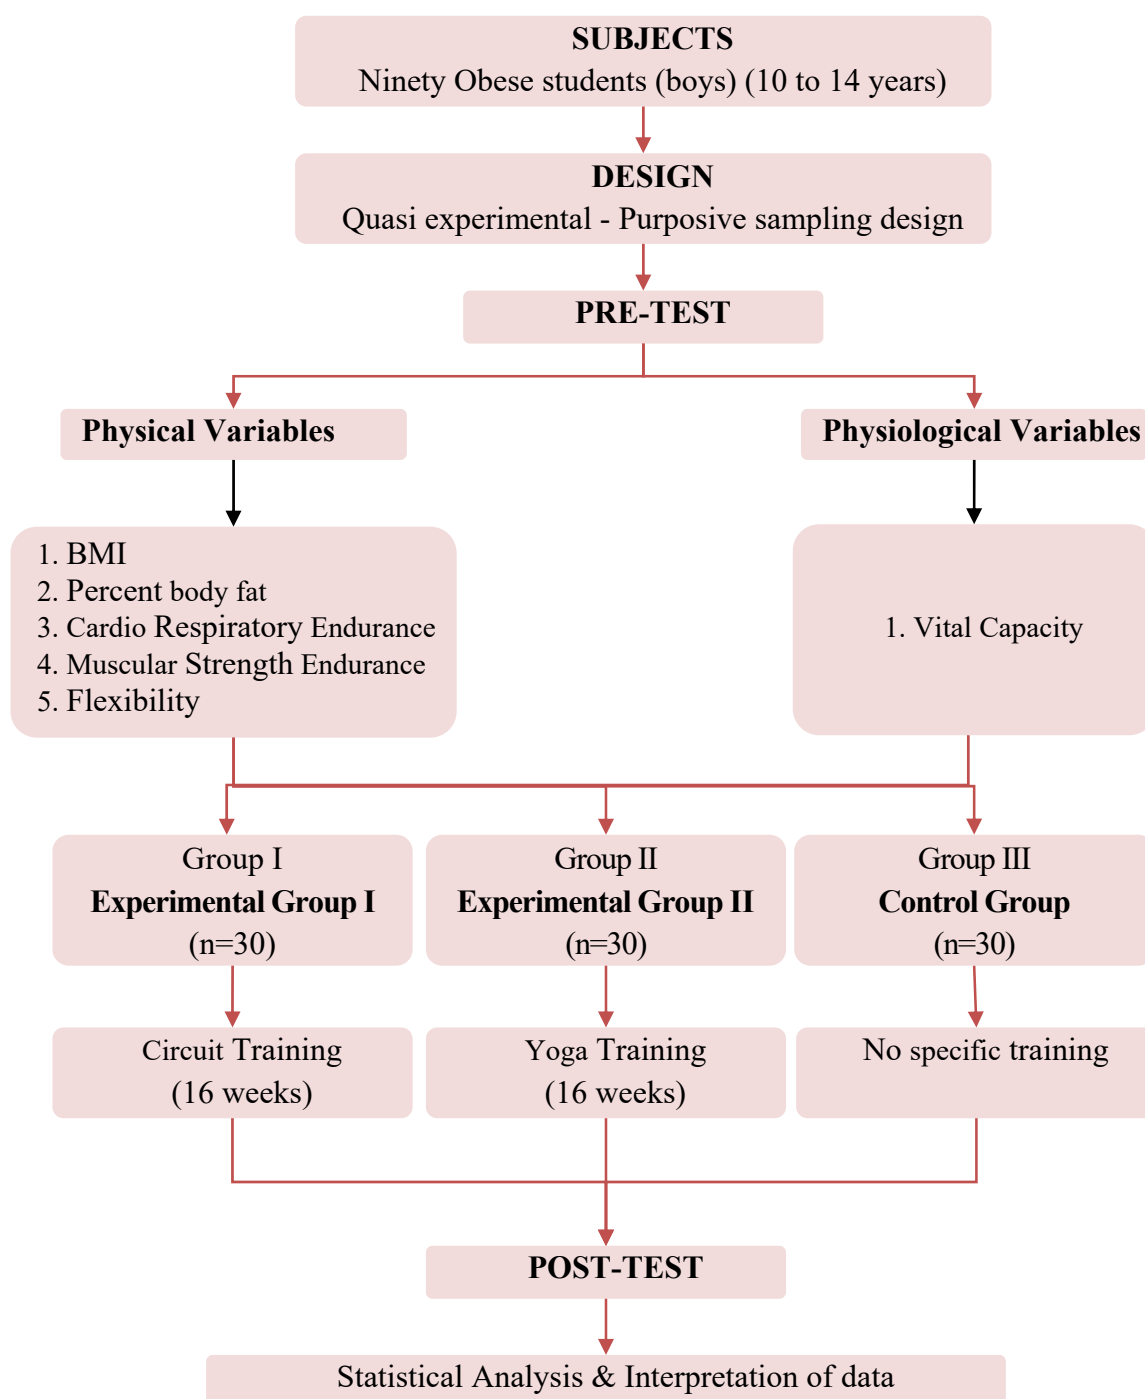 SUBJECTS
Ninety Obese students (boys) (10 to 14 years)
DESIGN
Quasi experimental - Purposive sampling design
PRE-TEST
Physical Variables
Physiological Variables
1. BMI
2. Percent body fat
3. Cardio Respiratory Endurance
4. Muscular Strength Endurance
5. Flexibility
1. Vital Capacity
Group I
Experimental Group I
(n=30)
Group II
Experimental Group II
(n=30)
Group III
Control Group
(n=30)
Circuit Training
(16 weeks)
Yoga Training
(16 weeks)
No specific training
POST-TEST
Statistical Analysis & Interpretation of data